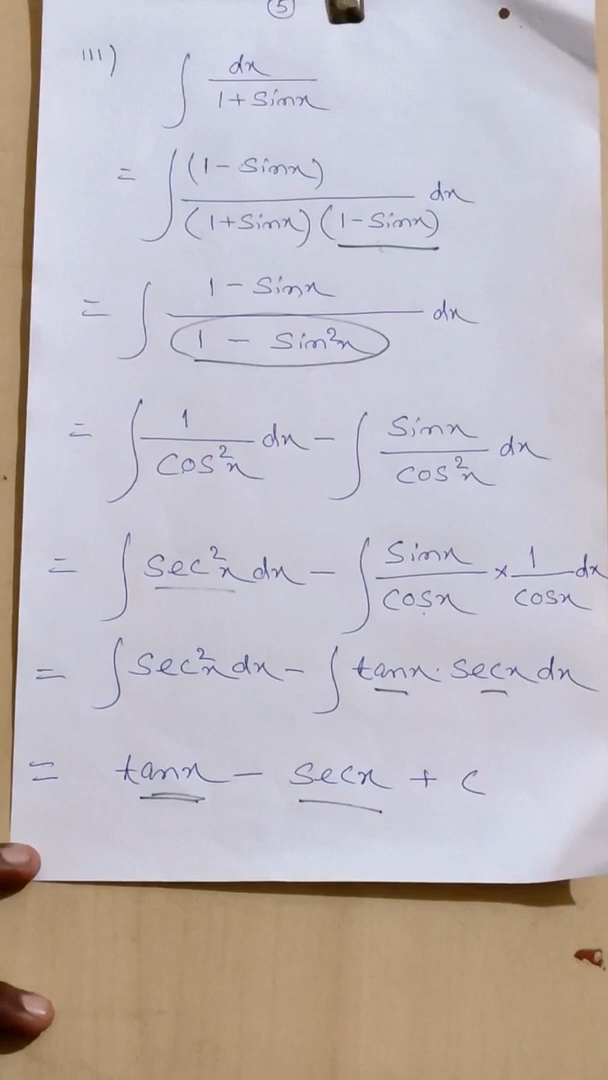 5
III) ∫ dx / (1 + sinx)
= ∫ (1 - sinx) / (1 + sinx)(1 - sinx) dx
= ∫ 1 - sinx / 1 - sin²x dx
= ∫ 1 / cos²x dx - ∫ sinx / cos²x dx
= ∫ sec²x dx - ∫ sinx / cosx × 1 / cosx dx
= ∫ sec²x dx - ∫ tanx · secx dx
= tanx - secx + c